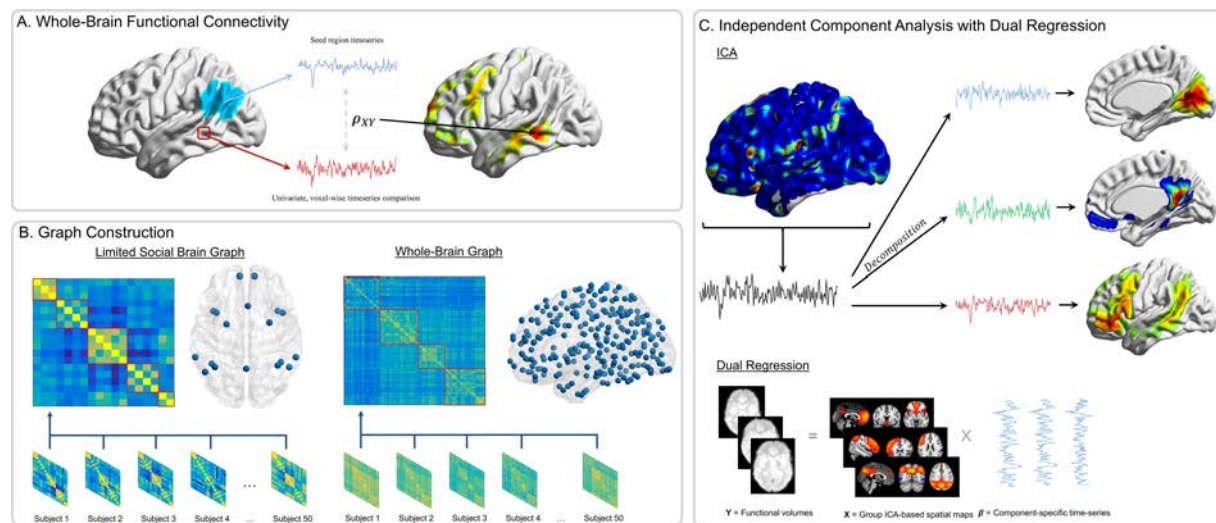 A. Whole-Brain Functional Connectivity
Seed region timeseries
ρXY
Univariate, voxel-wise timeseries comparison
B. Graph Construction
Limited Social Brain Graph
Whole-Brain Graph
Subject 1 Subject 2 Subject 3 Subject 4 ... Subject 50
...
Subject 1 Subject 2 Subject 3 Subject 4 ... Subject 50
C. Independent Component Analysis with Dual Regression
ICA
Decomposition
Dual Regression
= X
Y = Functional volumes
X = Group ICA-based spatial maps
β = Component-specific time-series